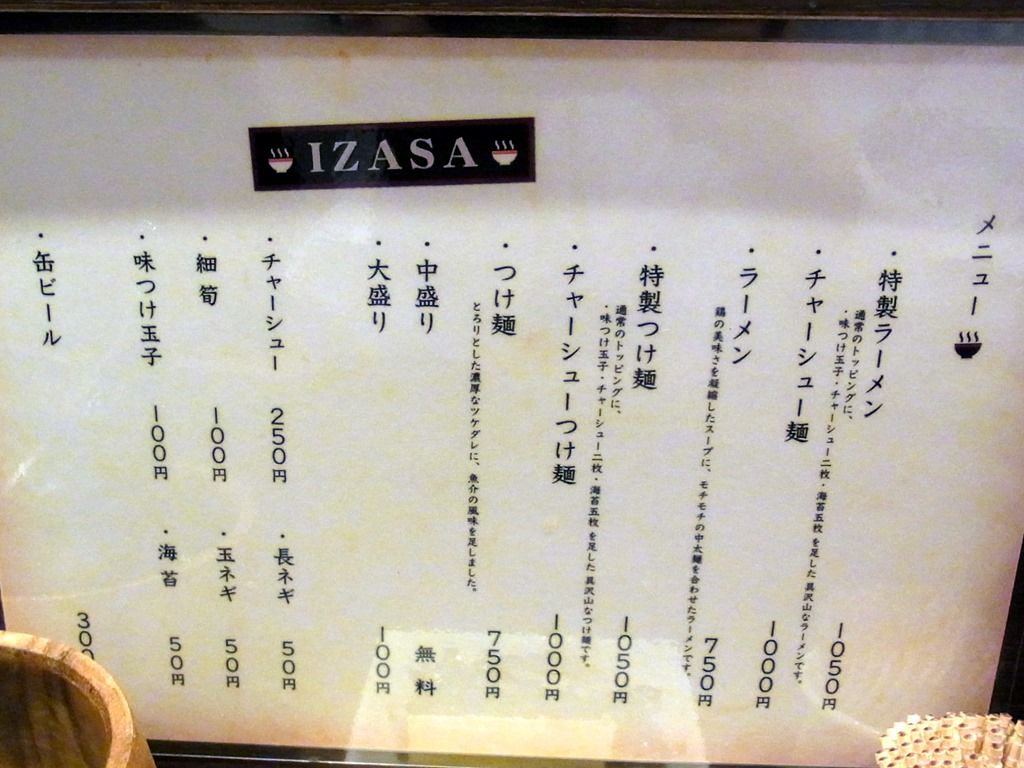 IZASA
メニュー
・特製ラーメン 1050円
通常のトッピングに、
・味つけ玉子・チャーシュー二枚・海苔五枚 を足した具沢山なラーメンです。
・チャーシュー麺 1000円
・ラーメン 750円
鶏の美味さを凝縮したスープに、モチモチの中太麺を合わせたラーメンです。
・特製つけ麺 1050円
通常のトッピングに、
・味つけ玉子・チャーシュー二枚・海苔五枚 を足した具沢山なつけ麺です。
・チャーシューつけ麺 1000円
・つけ麺 750円
とろりとした濃厚なツケダレに、魚介の風味を足しました。
・中盛り 無料
・大盛り 100円
・チャーシュー 250円 ・長ネギ 50円
・細筍 100円 ・玉ネギ 50円
・味つけ玉子 100円 ・海苔 50円
・缶ビール